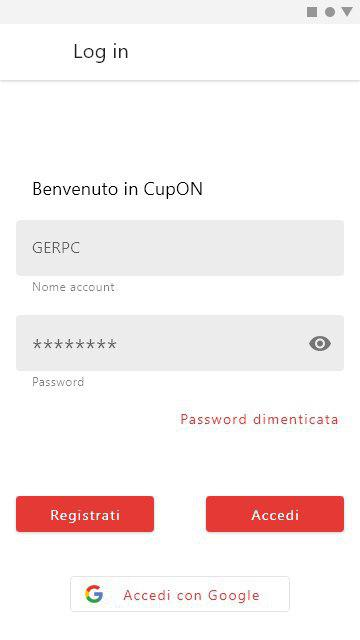 Log in
Benvenuto in CupON
GERPC
Nome account
********
Password
Password dimenticata
Registrati
Accedi
Accedi con Google